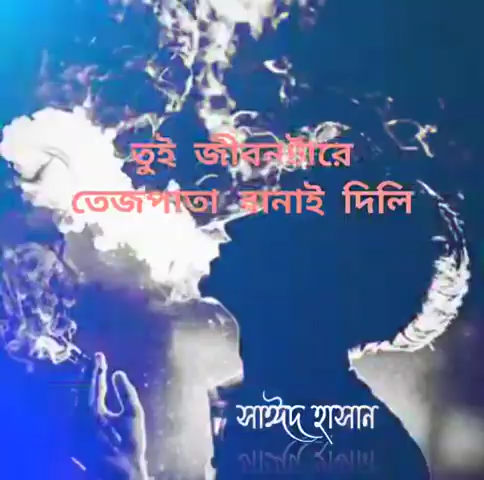 তুই জীবনটারে
তেজপাতা বানাই দিলি
সাঈদ হাসান